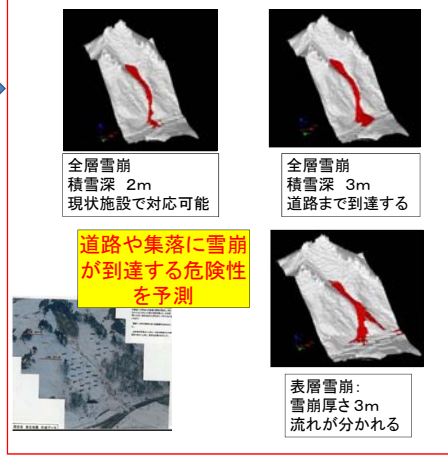 全層雪崩
積雪深 2m
現状施設で対応可能
全層雪崩
積雪深 3m
道路まで到達する
道路や集落に雪崩
が到達する危険性
を予測
表層雪崩:
雪崩厚さ3m
流れが分かれる